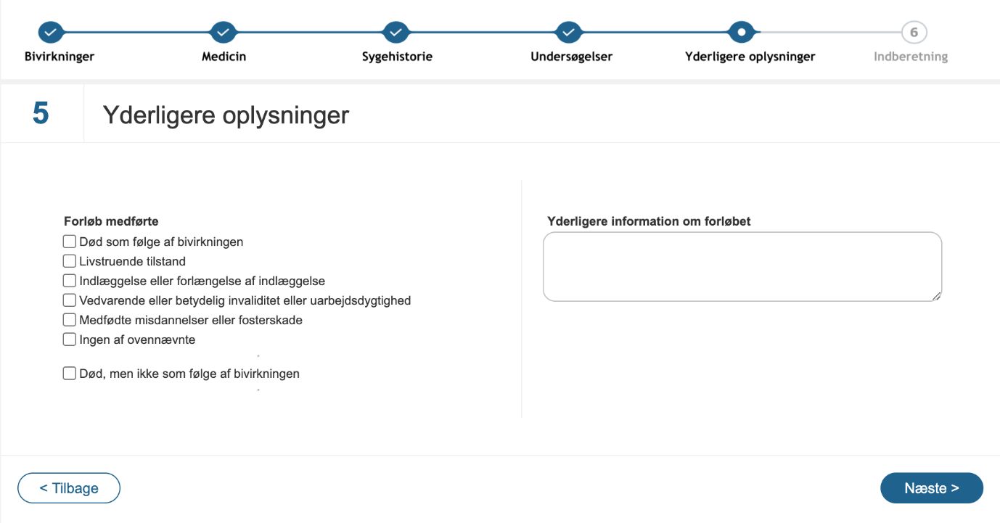 Bivirkninger
Medicin
Sygehistorie
Undersøgelser
Yderligere oplysninger
6
Indberetning
5
Yderligere oplysninger
Forløb medførte
Død som følge af bivirkningen
Livstruende tilstand
Indlæggelse eller forlængelse af indlæggelse
Vedvarende eller betydelig invaliditet eller uarbejdsdygtighed
Medfødte misdannelser eller fosterskade
Ingen af ovennævnte
Død, men ikke som følge af bivirkningen
Yderligere information om forløbet
< Tilbage
Næste >